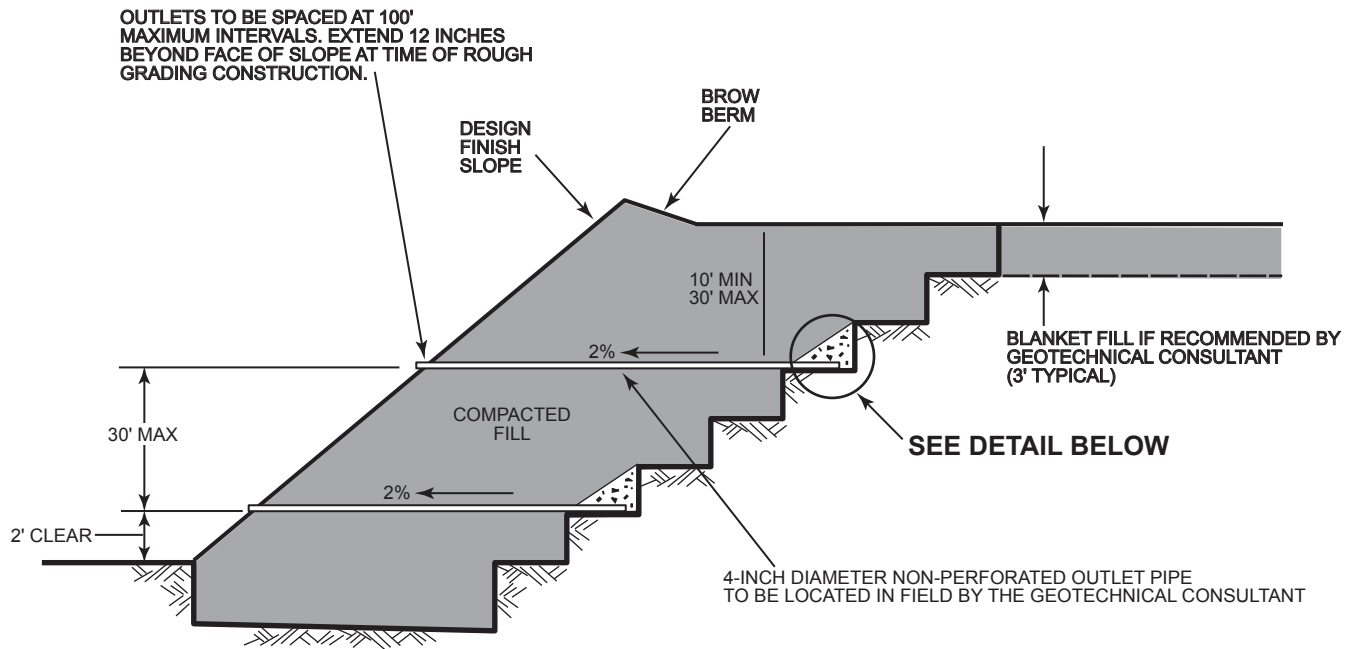 OUTLETS TO BE SPACED AT 100'
MAXIMUM INTERVALS. EXTEND 12 INCHES
BEYOND FACE OF SLOPE AT TIME OF ROUGH
GRADING CONSTRUCTION.
BROW
BERM
DESIGN
FINISH
SLOPE
10' MIN
30' MAX
2%
BLANKET FILL IF RECOMMENDED BY
GEOTECHNICAL CONSULTANT
(3' TYPICAL)
COMPACTED
FILL
30' MAX
SEE DETAIL BELOW
2%
2' CLEAR
4-INCH DIAMETER NON-PERFORATED OUTLET PIPE
TO BE LOCATED IN FIELD BY THE GEOTECHNICAL CONSULTANT